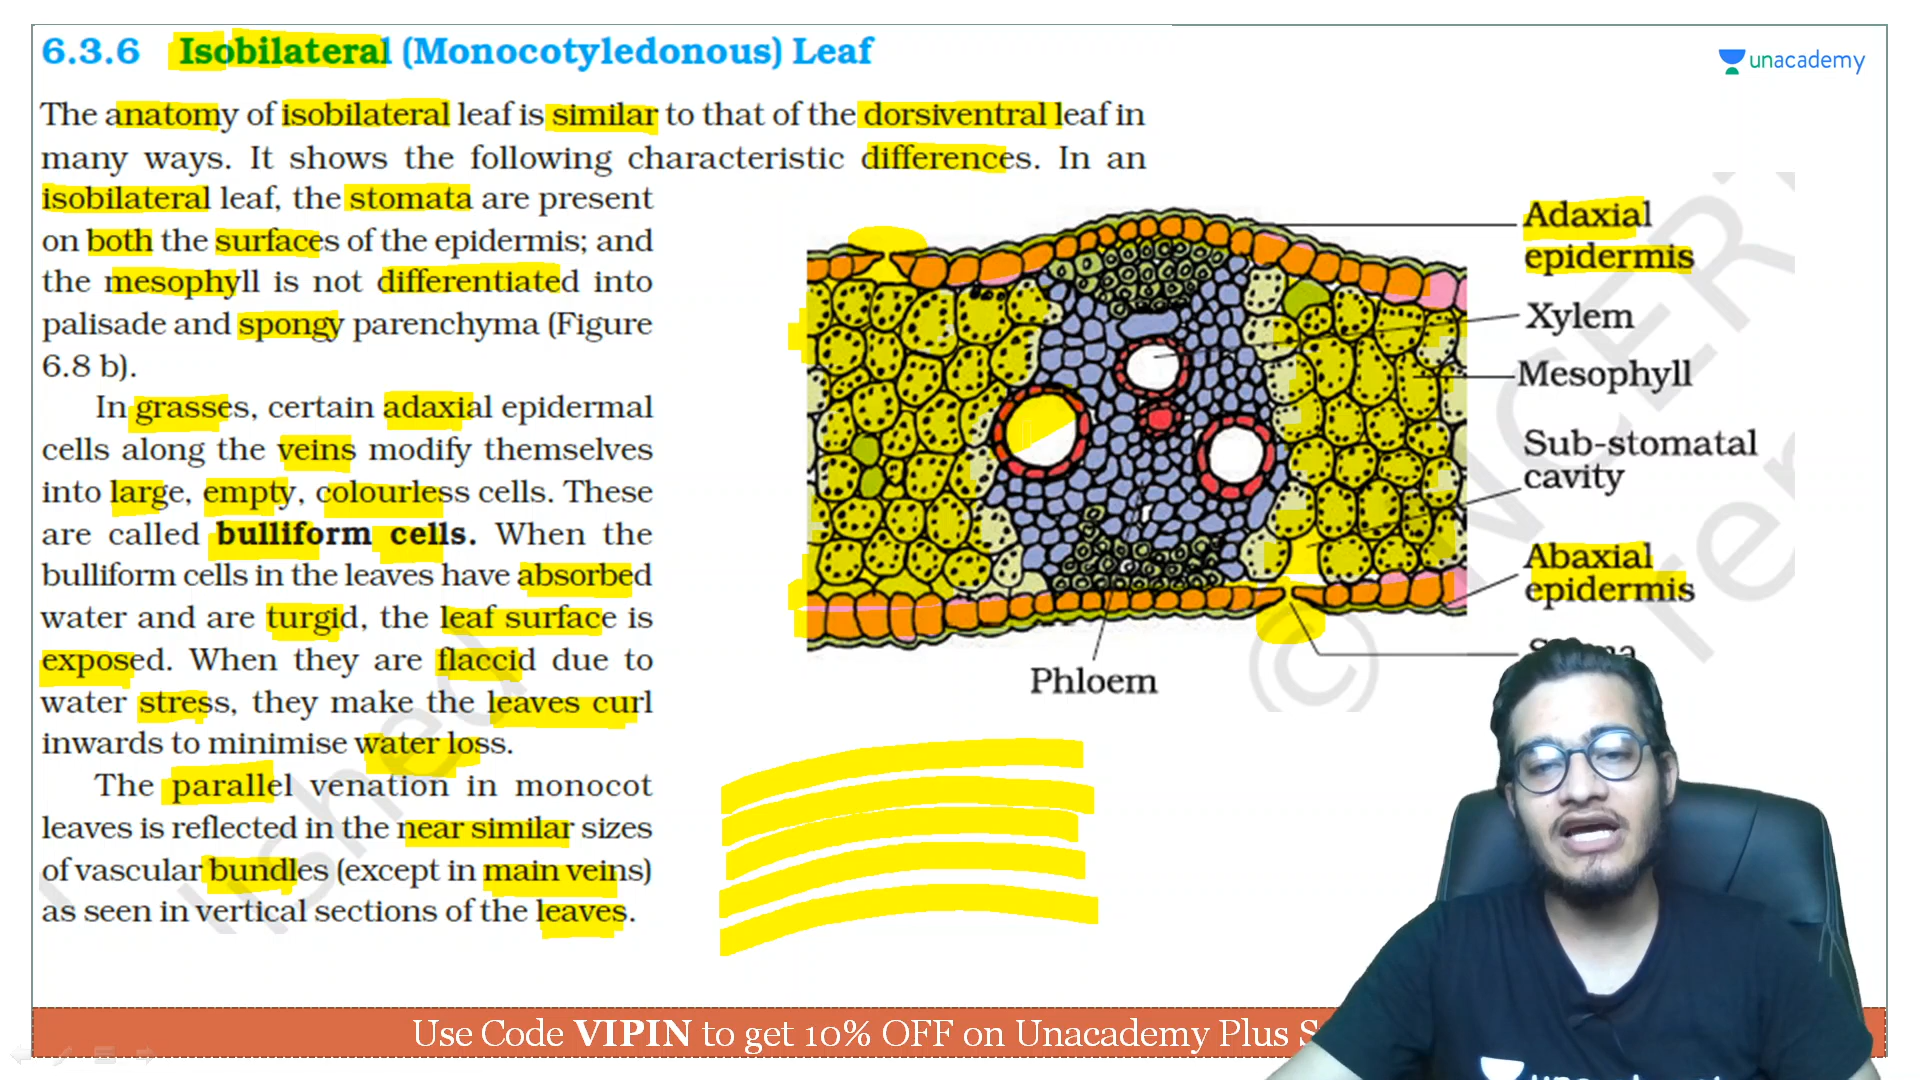 6.3.6 Isobilateral (Monocotyledonous) Leaf
unacademy
The anatomy of isobilateral leaf is similar to that of the dorsiventral leaf in
many ways. It shows the following characteristic differences. In an
isobilateral leaf, the stomata are present
on both the surfaces of the epidermis; and
the mesophyll is not differentiated into
palisade and spongy parenchyma (Figure
6.8 b).
In grasses, certain adaxial epidermal
cells along the veins modify themselves
into large, empty, colourless cells. These
are called bulliform cells. When the
bulliform cells in the leaves have absorbed
water and are turgid, the leaf surface is
exposed. When they are flaccid due to
water stress, they make the leaves curl
inwards to minimise water loss.
The parallel venation in monocot
leaves is reflected in the near similar sizes
of vascular bundles (except in main veins)
as seen in vertical sections of the leaves.
Adaxial
epidermis
Xylem
Mesophyll
Sub-stomatal
cavity
Abaxial
epidermis
Phloem
Use Code VIPIN to get 10% OFF on Unacademy Plus S